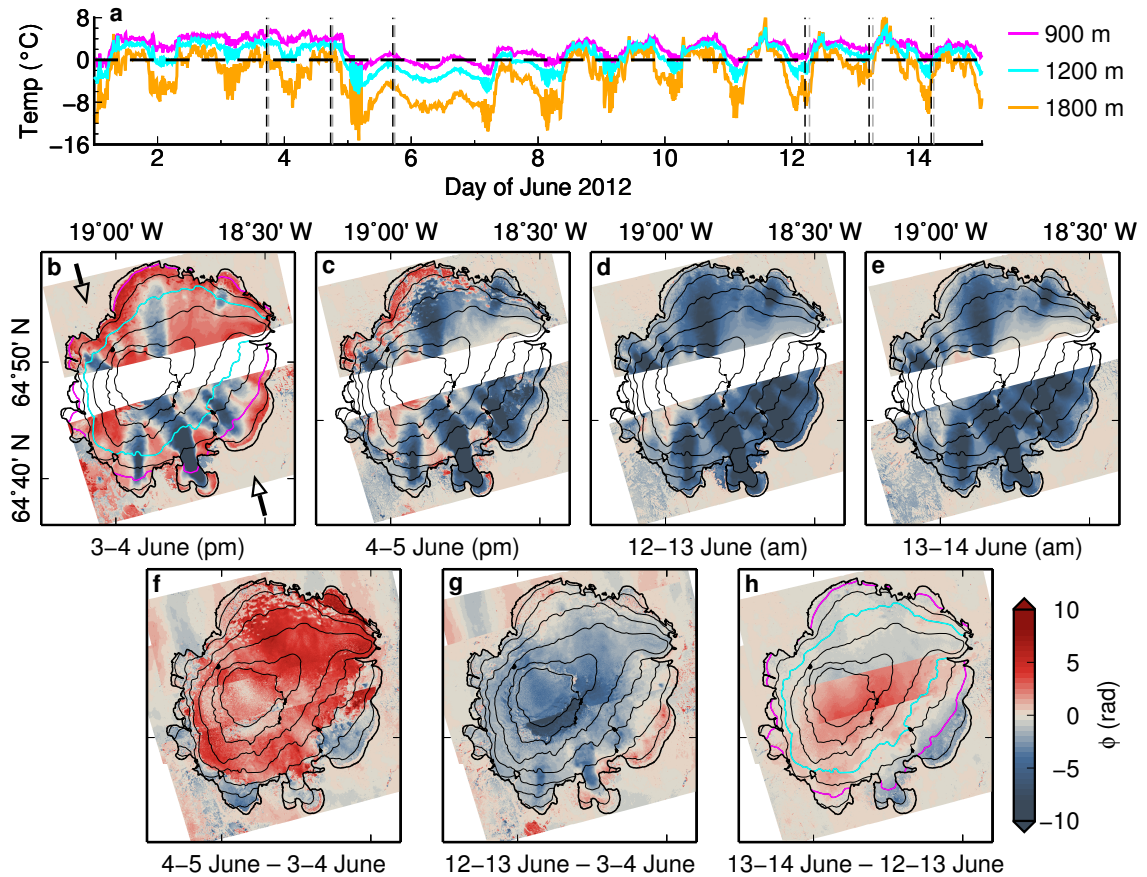 8
a
0
−8
−16
Temp (°C)
900 m
1200 m
1800 m
2 4 6 8 10 12 14
Day of June 2012
19°00' W 18°30' W 19°00' W 18°30' W 19°00' W 18°30' W 19°00' W 18°30' W
b c d e
64°50' N
64°40' N
3−4 June (pm) 4−5 June (pm) 12−13 June (am) 13−14 June (am)
f g h
10
5
0
−5
−10
ϕ (rad)
4−5 June − 3−4 June 12−13 June − 3−4 June 13−14 June − 12−13 June